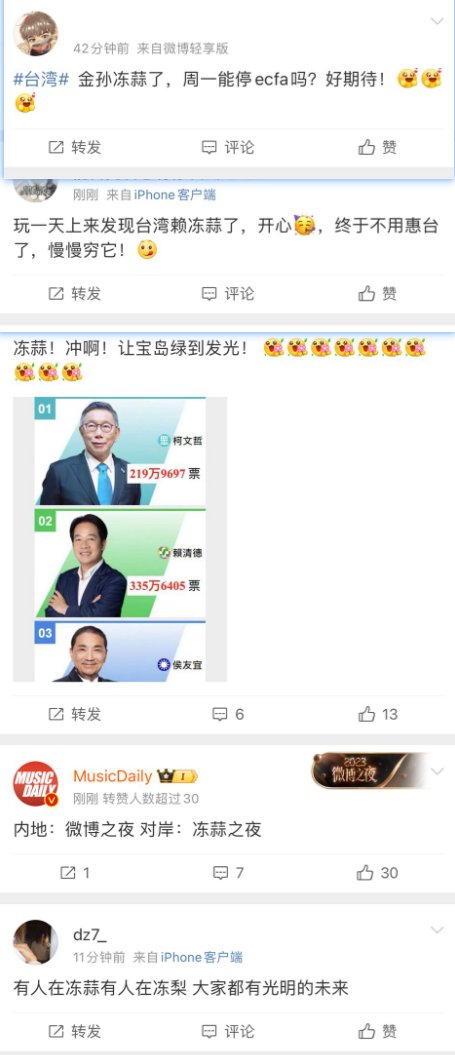 42分钟前 来自微博轻享版
#台湾# 金孙冻蒜了，周一能停ecfa吗？好期待！
转发 评论 赞
刚刚 来自iPhone客户端
玩一天上来发现台湾赖冻蒜了，开心，终于不用惠台
了，慢慢穷它！
转发 评论 赞
冻蒜！冲啊！让宝岛绿到发光！
01
柯文哲
219万9697 票
02
賴清德
335万6405 票
03
侯友宜
转发 6 13
MUSIC
DAILY
MusicDaily I
2023
微博之夜
刚刚 转赞人数超过30
内地：微博之夜 对岸：冻蒜之夜
1 7 30
dz7_
11分钟前 来自iPhone客户端
有人在冻蒜有人在冻梨 大家都有光明的未来
转发 评论 赞